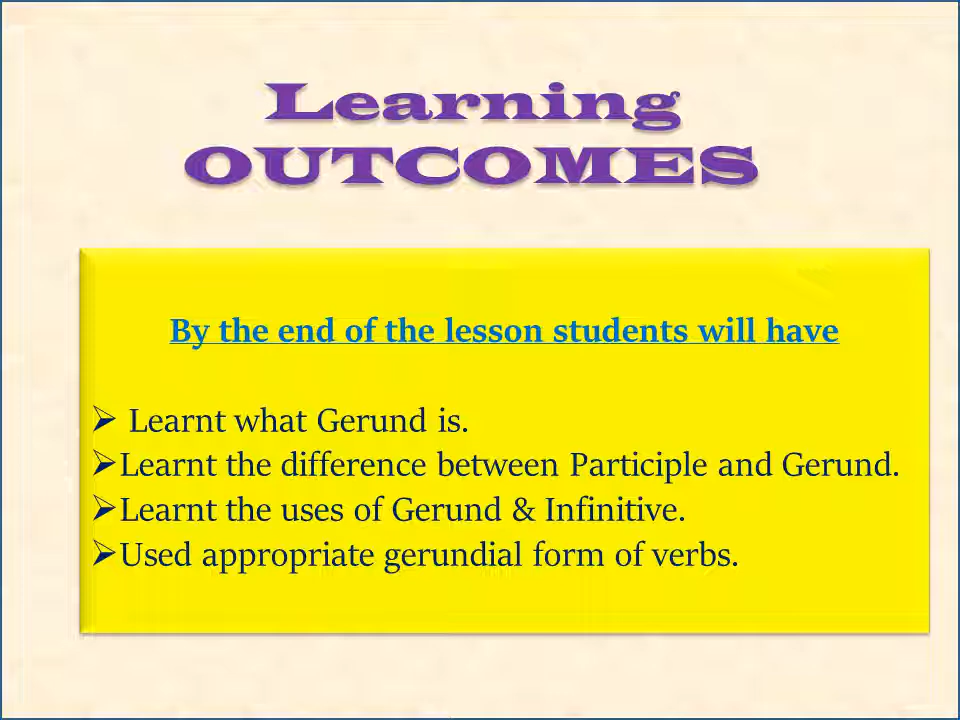 Learning
OUTCOMES
By the end of the lesson students will have
➢ Learnt what Gerund is.
➢Learnt the difference between Participle and Gerund.
➢Learnt the uses of Gerund & Infinitive.
➢Used appropriate gerundial form of verbs.